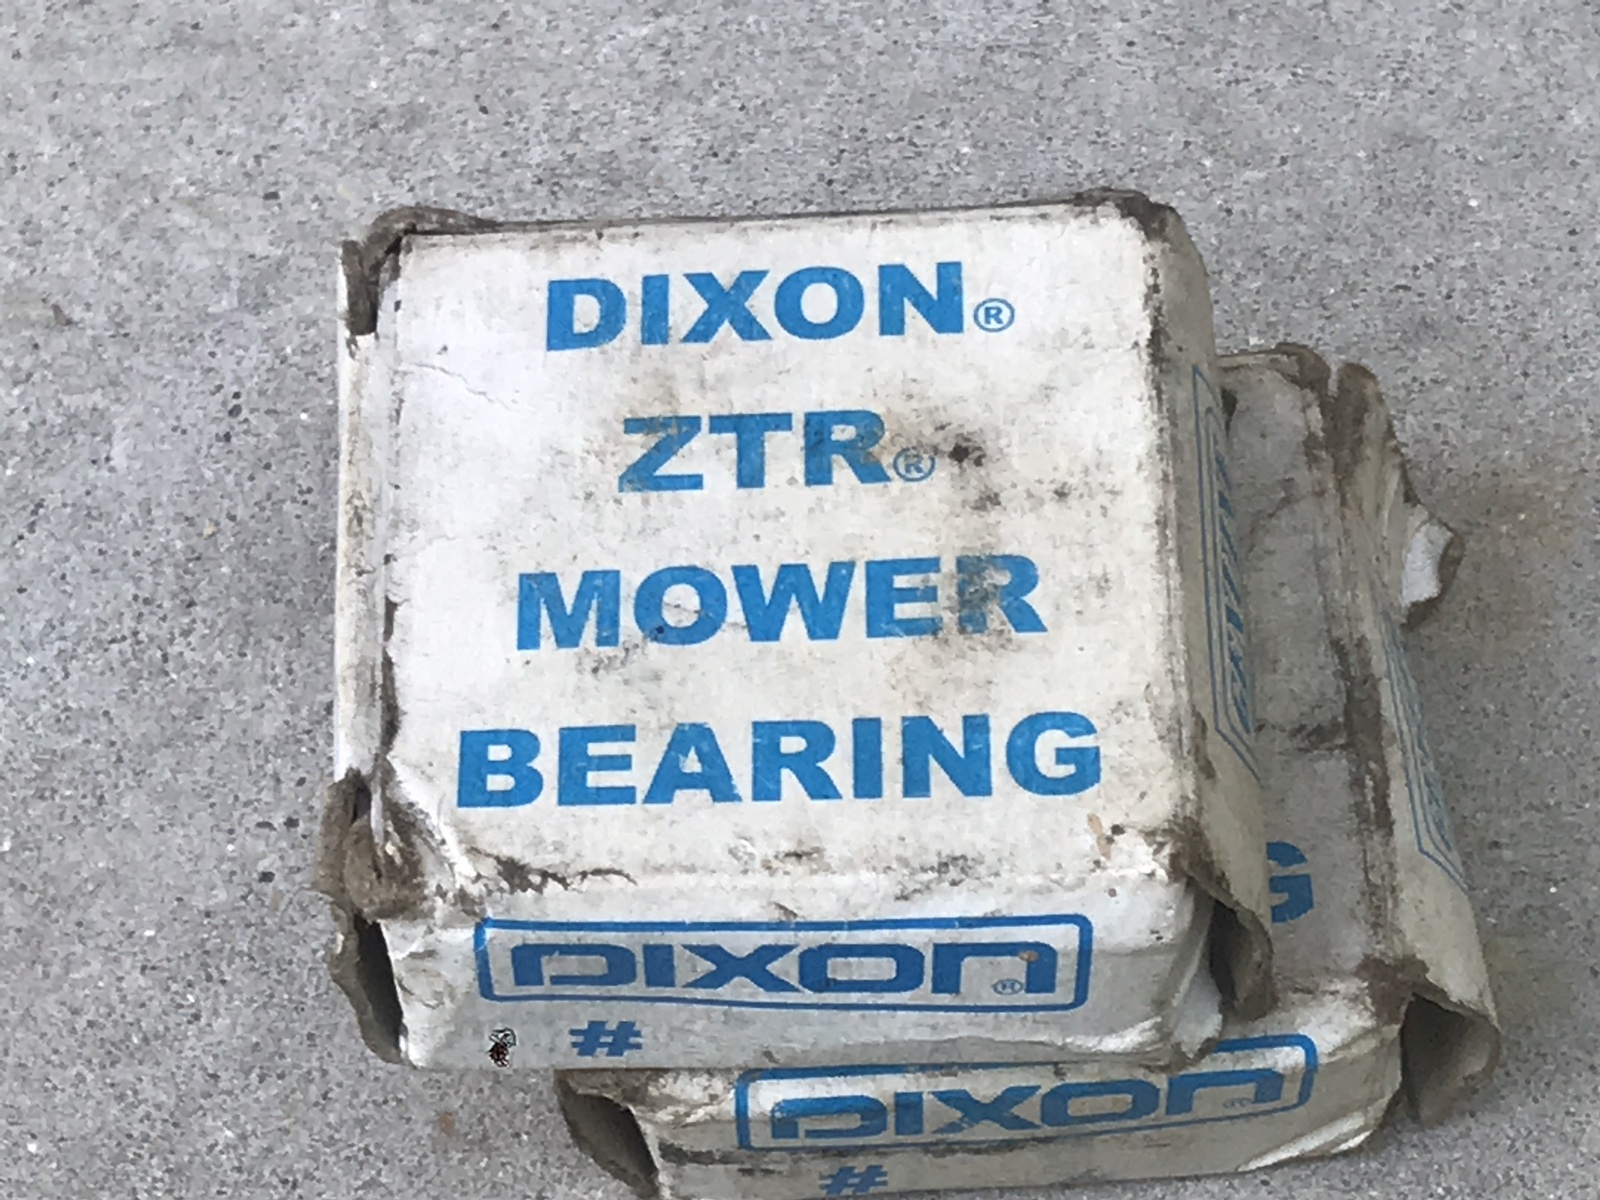 DIXON®
ZTR®
MOWER
BEARING
DIXON®
#
G
DIXON®
#